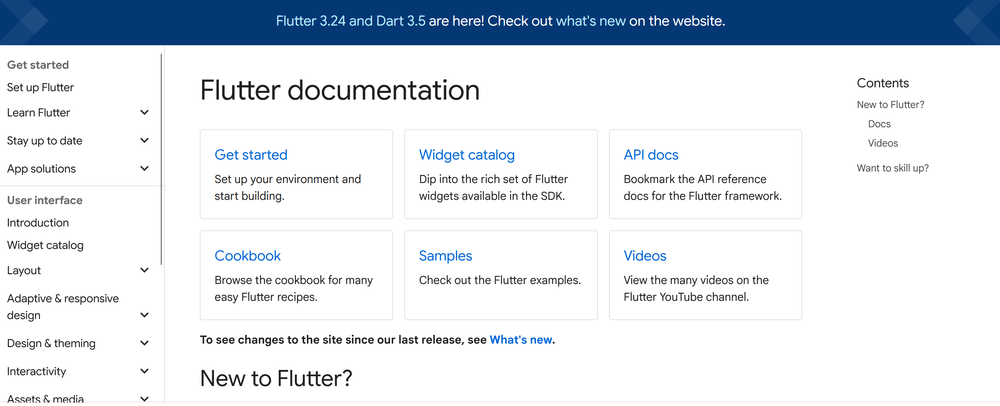 Flutter 3.24 and Dart 3.5 are here! Check out what's new on the website.
Get started
Set up Flutter
Learn Flutter
Stay up to date
App solutions
User interface
Introduction
Widget catalog
Layout
Adaptive & responsive
design
Design & theming
Interactivity
Assets & media
Flutter documentation
Get started
Set up your environment and
start building.
Widget catalog
Dip into the rich set of Flutter
widgets available in the SDK.
API docs
Bookmark the API reference
docs for the Flutter framework.
Cookbook
Browse the cookbook for many
easy Flutter recipes.
Samples
Check out the Flutter examples.
Videos
View the many videos on the
Flutter YouTube channel.
To see changes to the site since our last release, see What's new.
New to Flutter?
Contents
New to Flutter?
Docs
Videos
Want to skill up?